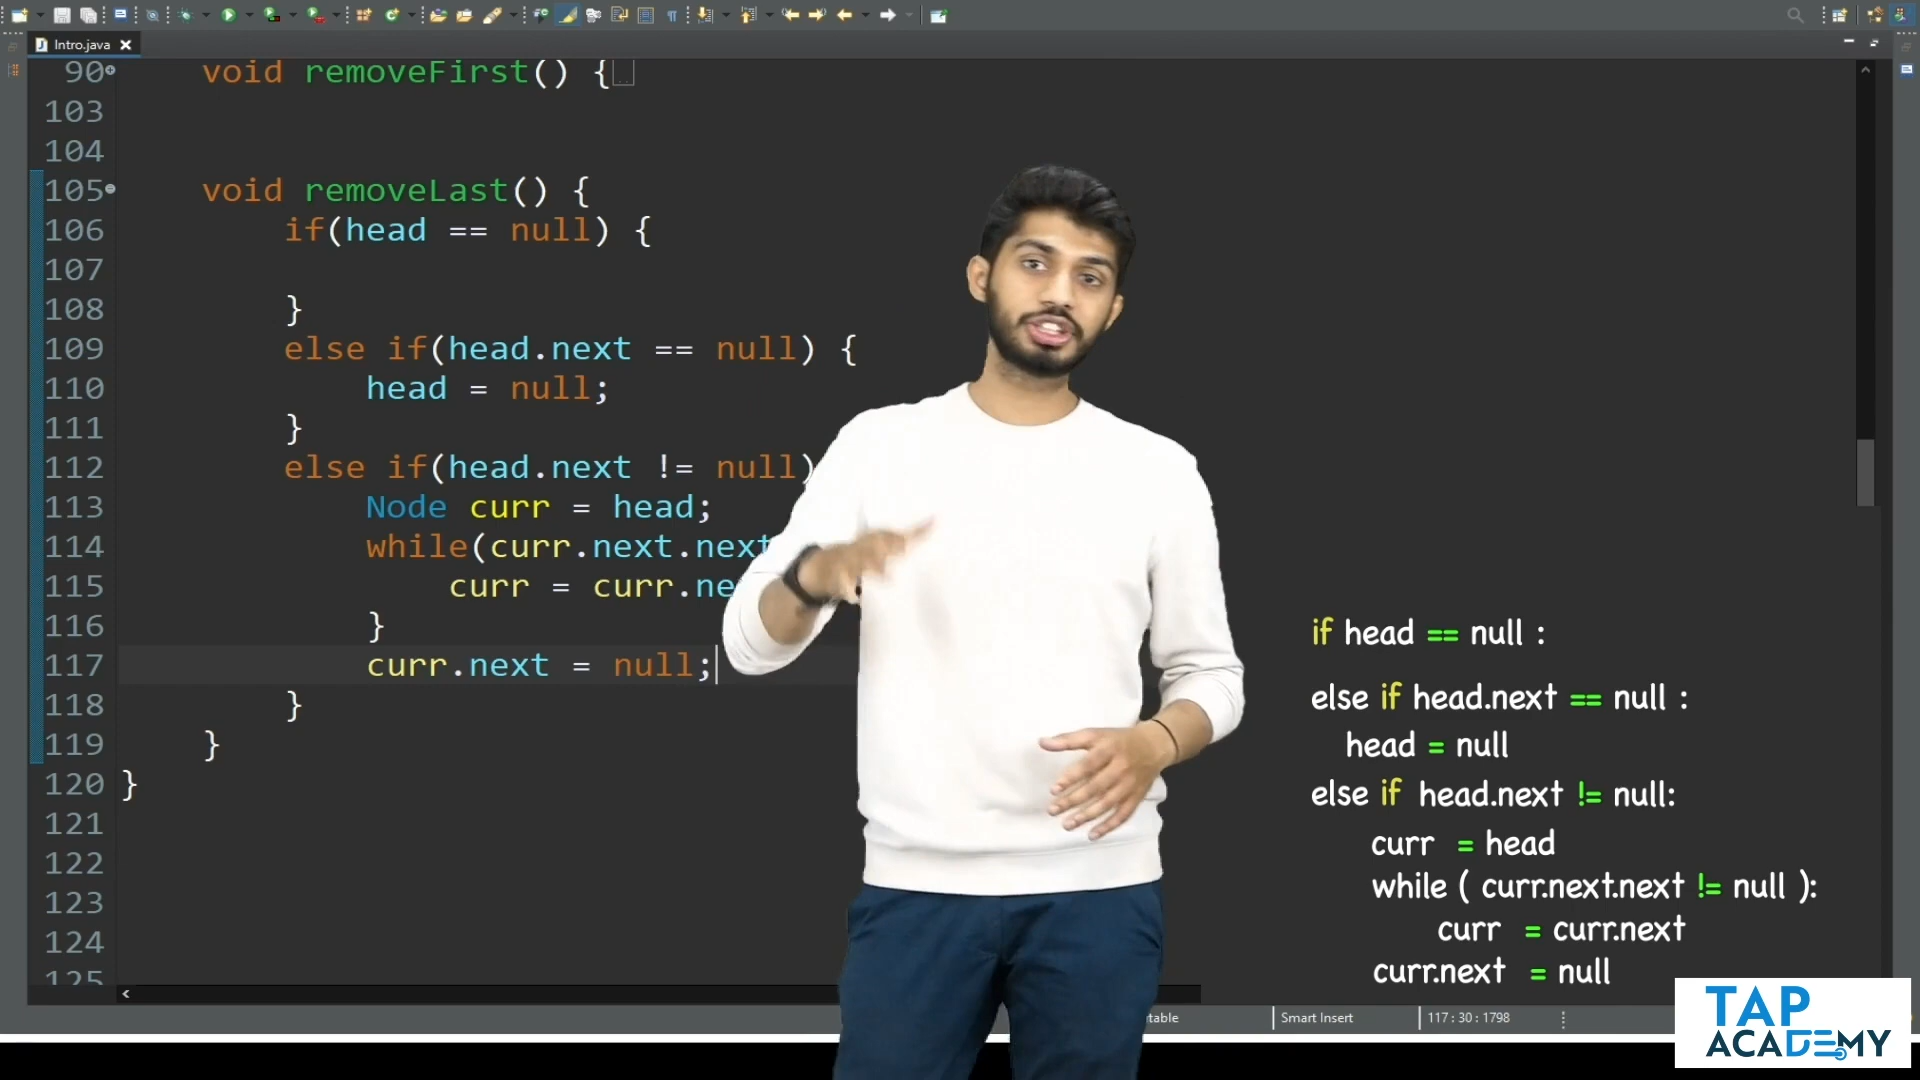 Intro.java
90 void removeFirst() {
103
104
105 void removeLast() {
106 if(head == null) {
107
108 }
109 else if(head.next == null) {
110 head = null;
111 }
112 else if(head.next != null)
113 Node curr = head;
114 while(curr.next.next
115 curr = curr.ne
116 }
117 curr.next = null;
118 }
119 }
120 }
121
122
123
124
125
if head == null :
else if head.next == null :
head = null
else if head.next != null:
curr = head
while ( curr.next.next != null ):
curr = curr.next
curr.next = null
table Smart Insert 117 : 30 : 1798
TAP
ACADEMY